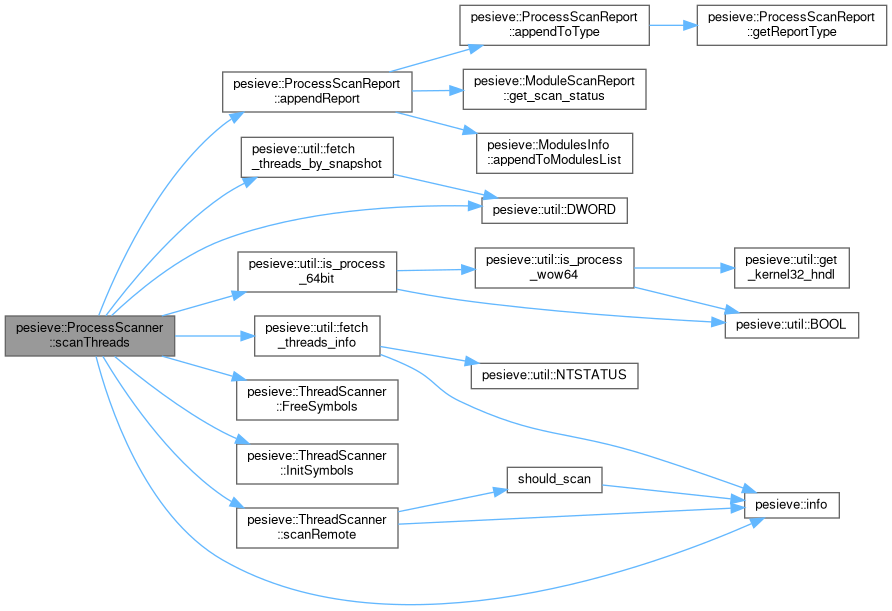 pesieve::ProcessScanReport
::appendToType
pesieve::ProcessScanReport
::getReportType
pesieve::ProcessScanReport
::appendReport
pesieve::ModuleScanReport
::get_scan_status
pesieve::ModulesInfo
::appendToModulesList
pesieve::util::fetch
_threads_by_snapshot
pesieve::util::DWORD
pesieve::util::is_process
_64bit
pesieve::util::is_process
_wow64
pesieve::util::get
_kernel32_hndl
pesieve::util::BOOL
pesieve::ProcessScanner
::scanThreads
pesieve::util::fetch
_threads_info
pesieve::util::NTSTATUS
pesieve::ThreadScanner
::FreeSymbols
pesieve::ThreadScanner
::InitSymbols
should_scan
pesieve::info
pesieve::ThreadScanner
::scanRemote